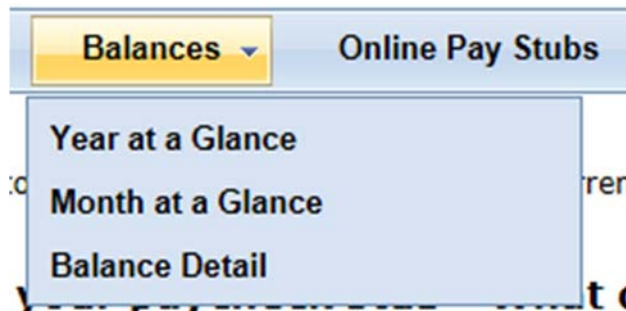 Balances Online Pay Stubs
Year at a Glance
Month at a Glance
Balance Detail